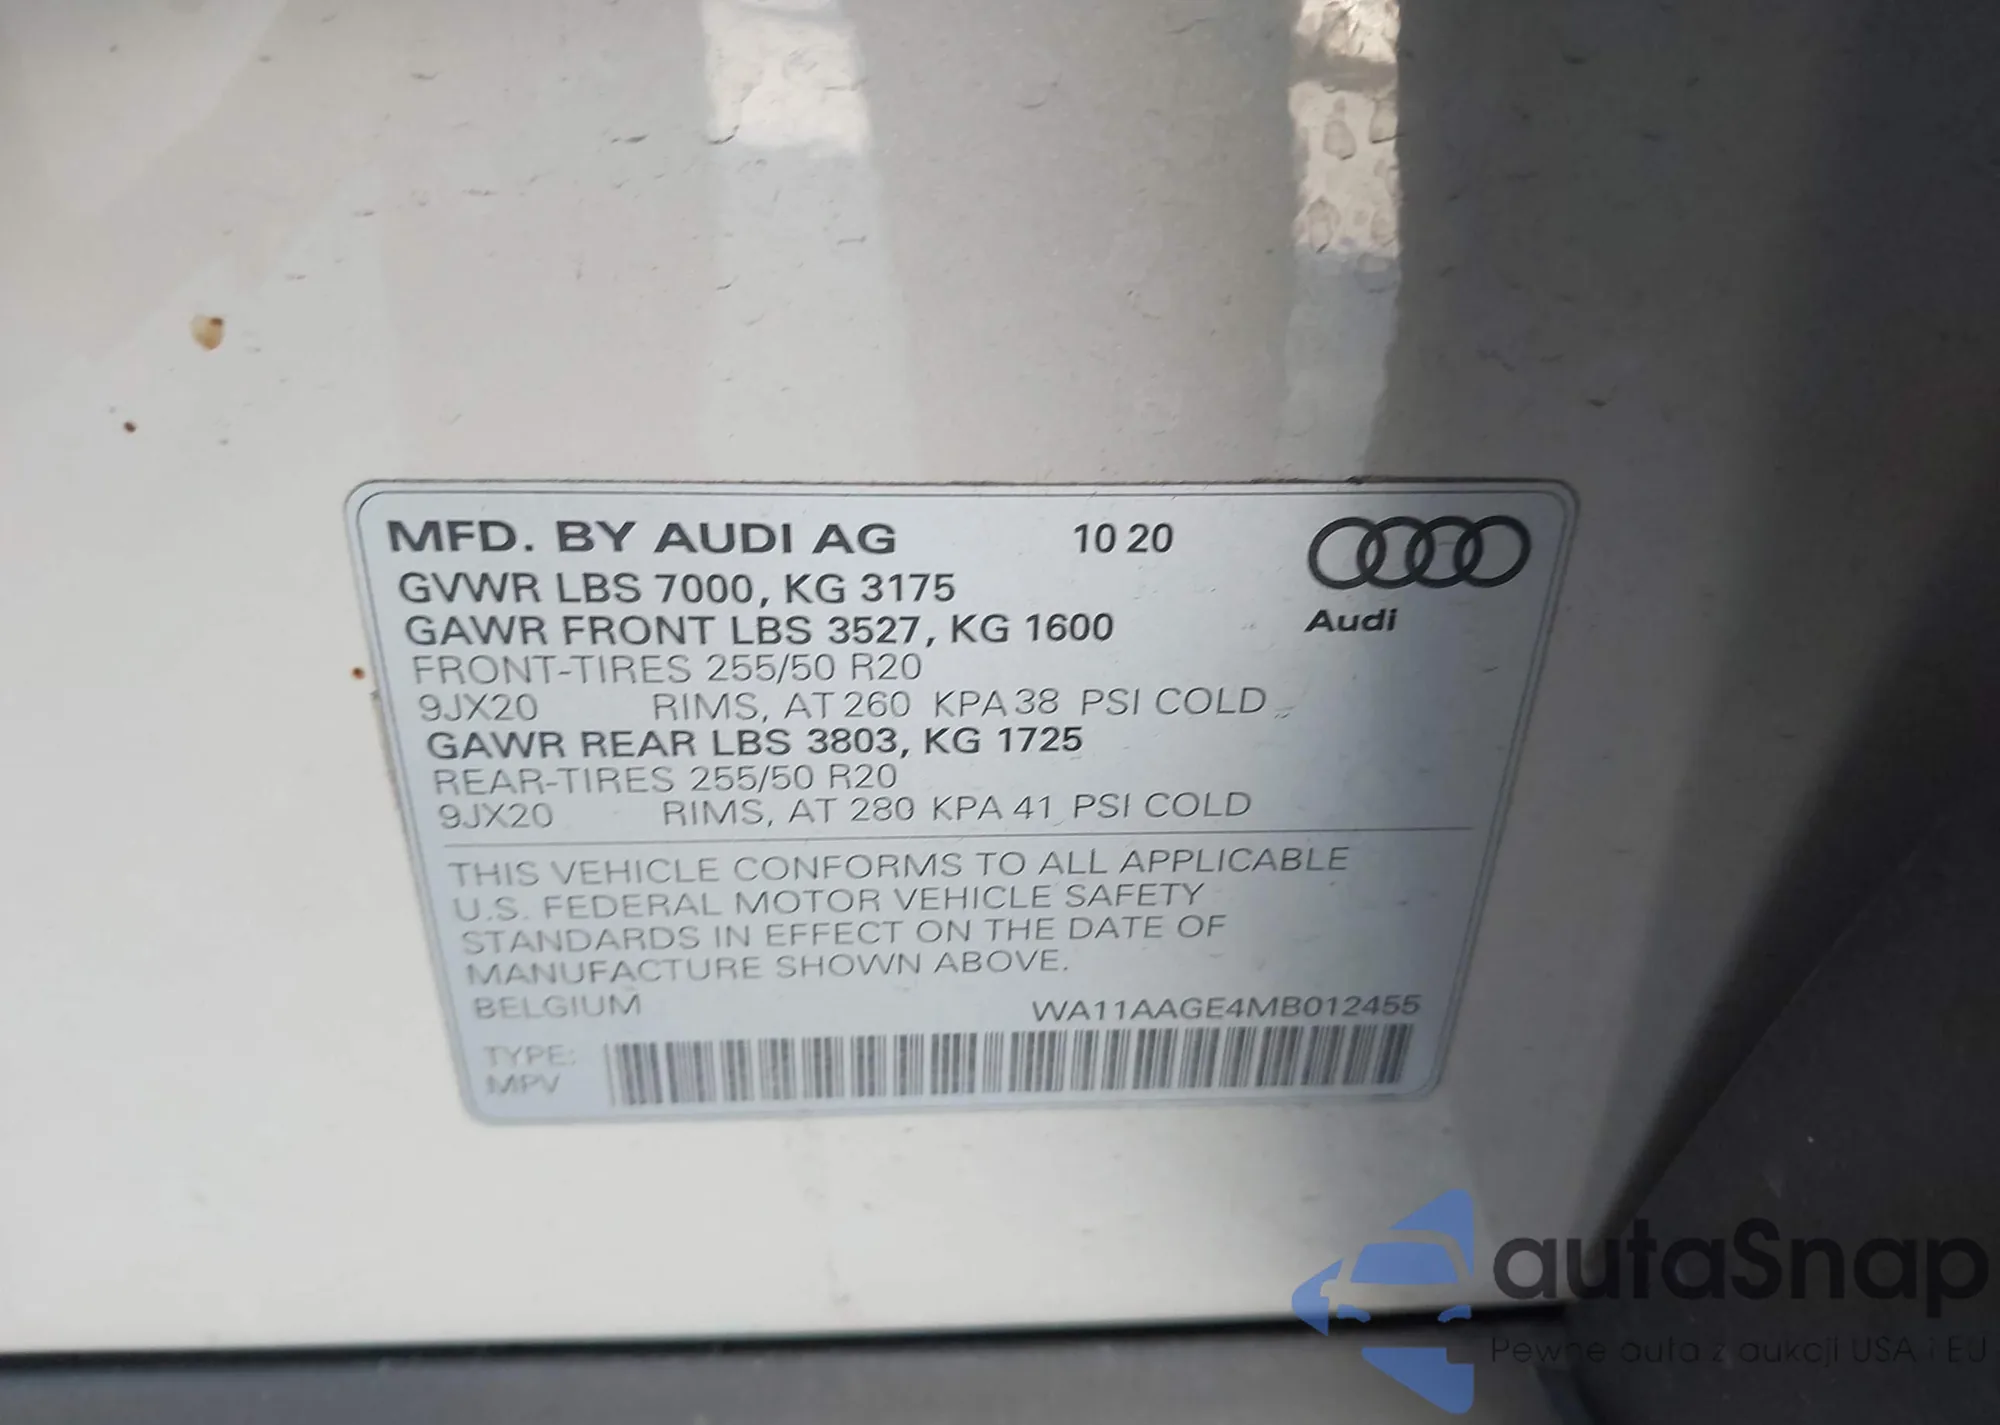 MFD. BY AUDI AG 10 20
GVWR LBS 7000, KG 3175
GAWR FRONT LBS 3527, KG 1600
Audi
FRONT-TIRES 255/50 R20
9JX20 RIMS, AT 260 KPA 38 PSI COLD
GAWR REAR LBS 3803, KG 1725
REAR-TIRES 255/50 R20
9JX20 RIMS, AT 280 KPA 41 PSI COLD
THIS VEHICLE CONFORMS TO ALL APPLICABLE
U.S. FEDERAL MOTOR VEHICLE SAFETY
STANDARDS IN EFFECT ON THE DATE OF
MANUFACTURE SHOWN ABOVE.
BELGIUM WA11AAGE4MB012455
TYPE:
MPV
autaSnap
Pewne auta z aukcji USA i EU